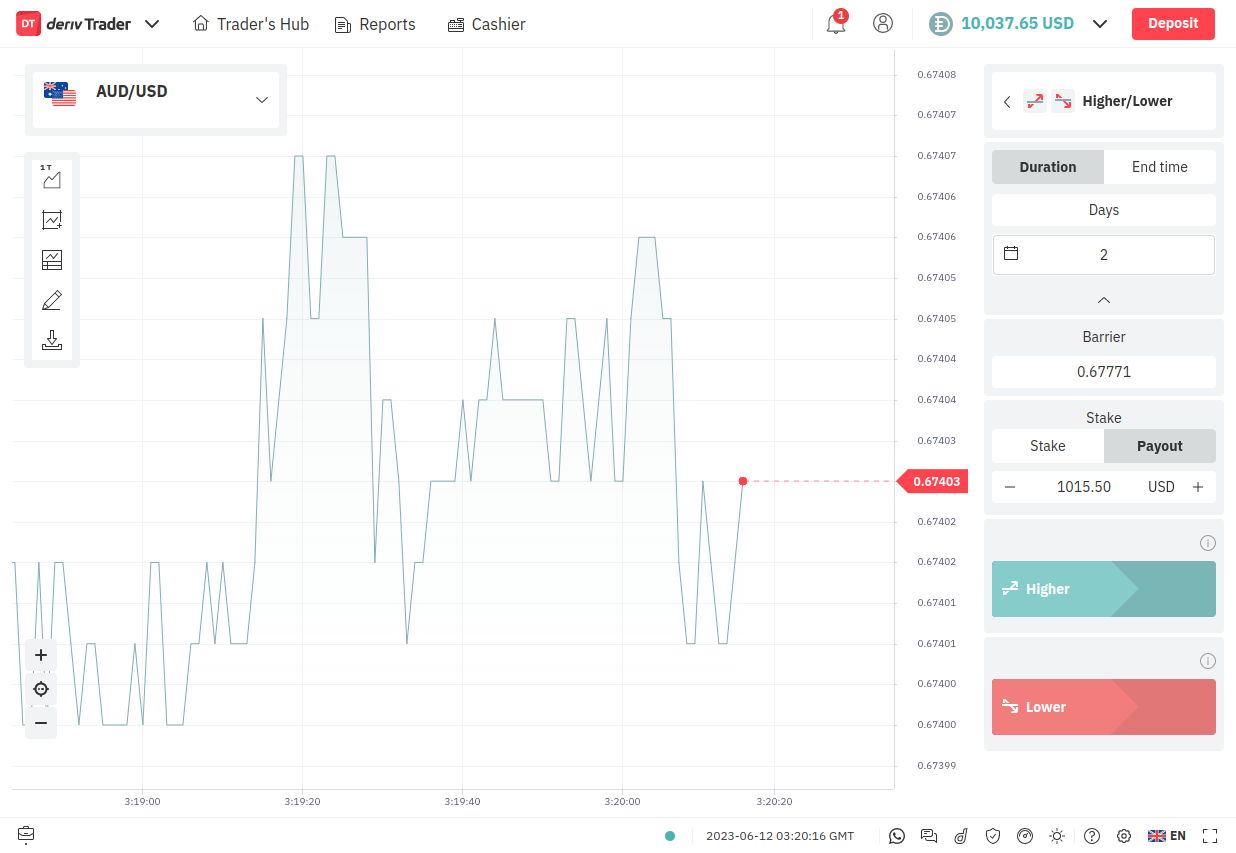 DT deriv Trader Trader's Hub Reports Cashier 1 10,037.65 USD Deposit
AUD/USD
1 T
0.67408
0.67407
0.67407
0.67406
0.67406
0.67405
0.67405
0.67404
0.67404
0.67403
0.67403
0.67402
0.67402
0.67401
0.67401
0.67400
0.67400
0.67399
3:19:00 3:19:20 3:19:40 3:20:00 3:20:20
Higher/Lower
Duration End time
Days
2
Barrier
0.67771
Stake
Stake Payout
1015.50 USD
Higher
Lower
2023-06-12 03:20:16 GMT EN